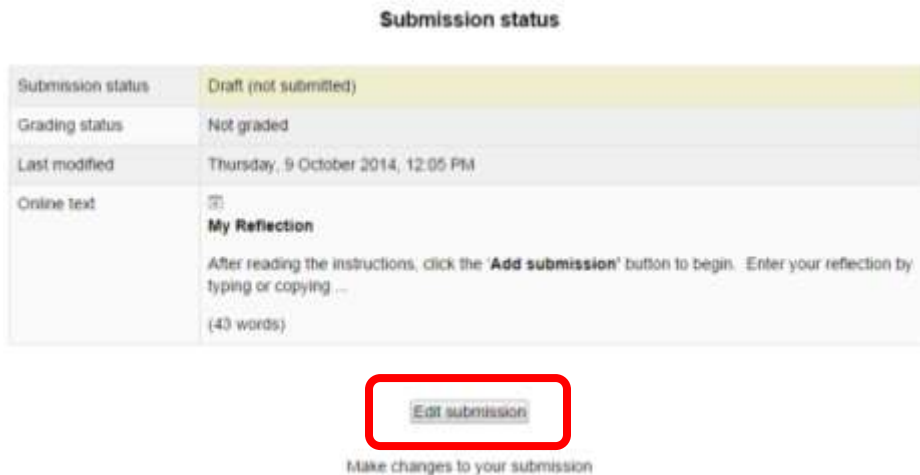 Submission status
Submission status Draft (not submitted)
Grading status Not graded
Last modified Thursday, 9 October 2014, 12:05 PM
Online text
My Reflection
After reading the instructions, click the 'Add submission' button to begin. Enter your reflection by
typing or copying ...
(43 words)
Edit submission
Make changes to your submission